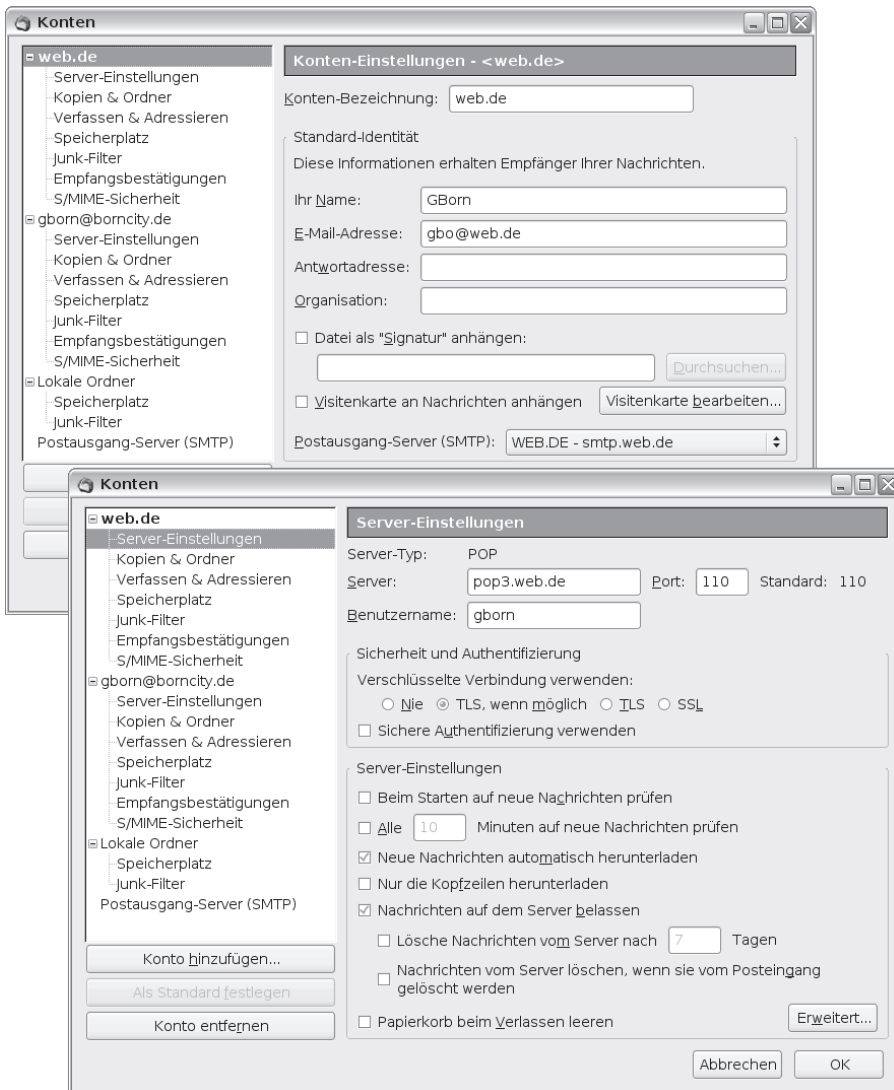 Konten
web.de
Server-Einstellungen
Kopien & Ordner
Verfassen & Adressieren
Speicherplatz
Junk-Filter
Empfangsbestätigungen
S/MIME-Sicherheit
gborn@borncity.de
Server-Einstellungen
Kopien & Ordner
Verfassen & Adressieren
Speicherplatz
Junk-Filter
Empfangsbestätigungen
S/MIME-Sicherheit
Lokale Ordner
Speicherplatz
Junk-Filter
Postausgang-Server (SMTP)
Konten-Einstellungen - <web.de>
Konten-Bezeichnung: web.de
Standard-Identität
Diese Informationen erhalten Empfänger Ihrer Nachrichten.
Ihr Name: GBorn
E-Mail-Adresse: gbo@web.de
Antwortadresse:
Organisation:
Datei als "Signatur" anhängen:
Durchsuchen...
Visitenkarte an Nachrichten anhängen Visitenkarte bearbeiten...
Postausgang-Server (SMTP): WEB.DE - smtp.web.de
Konten
web.de
Server-Einstellungen
Kopien & Ordner
Verfassen & Adressieren
Speicherplatz
Junk-Filter
Empfangsbestätigungen
S/MIME-Sicherheit
gborn@borncity.de
Server-Einstellungen
Kopien & Ordner
Verfassen & Adressieren
Speicherplatz
Junk-Filter
Empfangsbestätigungen
S/MIME-Sicherheit
Lokale Ordner
Speicherplatz
Junk-Filter
Postausgang-Server (SMTP)
Konto hinzufügen...
Als Standard festlegen
Konto entfernen
Server-Einstellungen
Server-Typ: POP
Server: pop3.web.de Port: 110 Standard: 110
Benutzername: gborn
Sicherheit und Authentifizierung
Verschlüsselte Verbindung verwenden:
Nie TLS, wenn möglich TLS SSL
Sichere Authentifizierung verwenden
Server-Einstellungen
Beim Starten auf neue Nachrichten prüfen
Alle 10 Minuten auf neue Nachrichten prüfen
Neue Nachrichten automatisch herunterladen
Nur die Kopfzeilen herunterladen
Nachrichten auf dem Server belassen
Lösche Nachrichten vom Server nach 7 Tagen
Nachrichten vom Server löschen, wenn sie vom Posteingang
gelöscht werden
Papierkorb beim Verlassen leeren
Erweitert...
Abbrechen OK